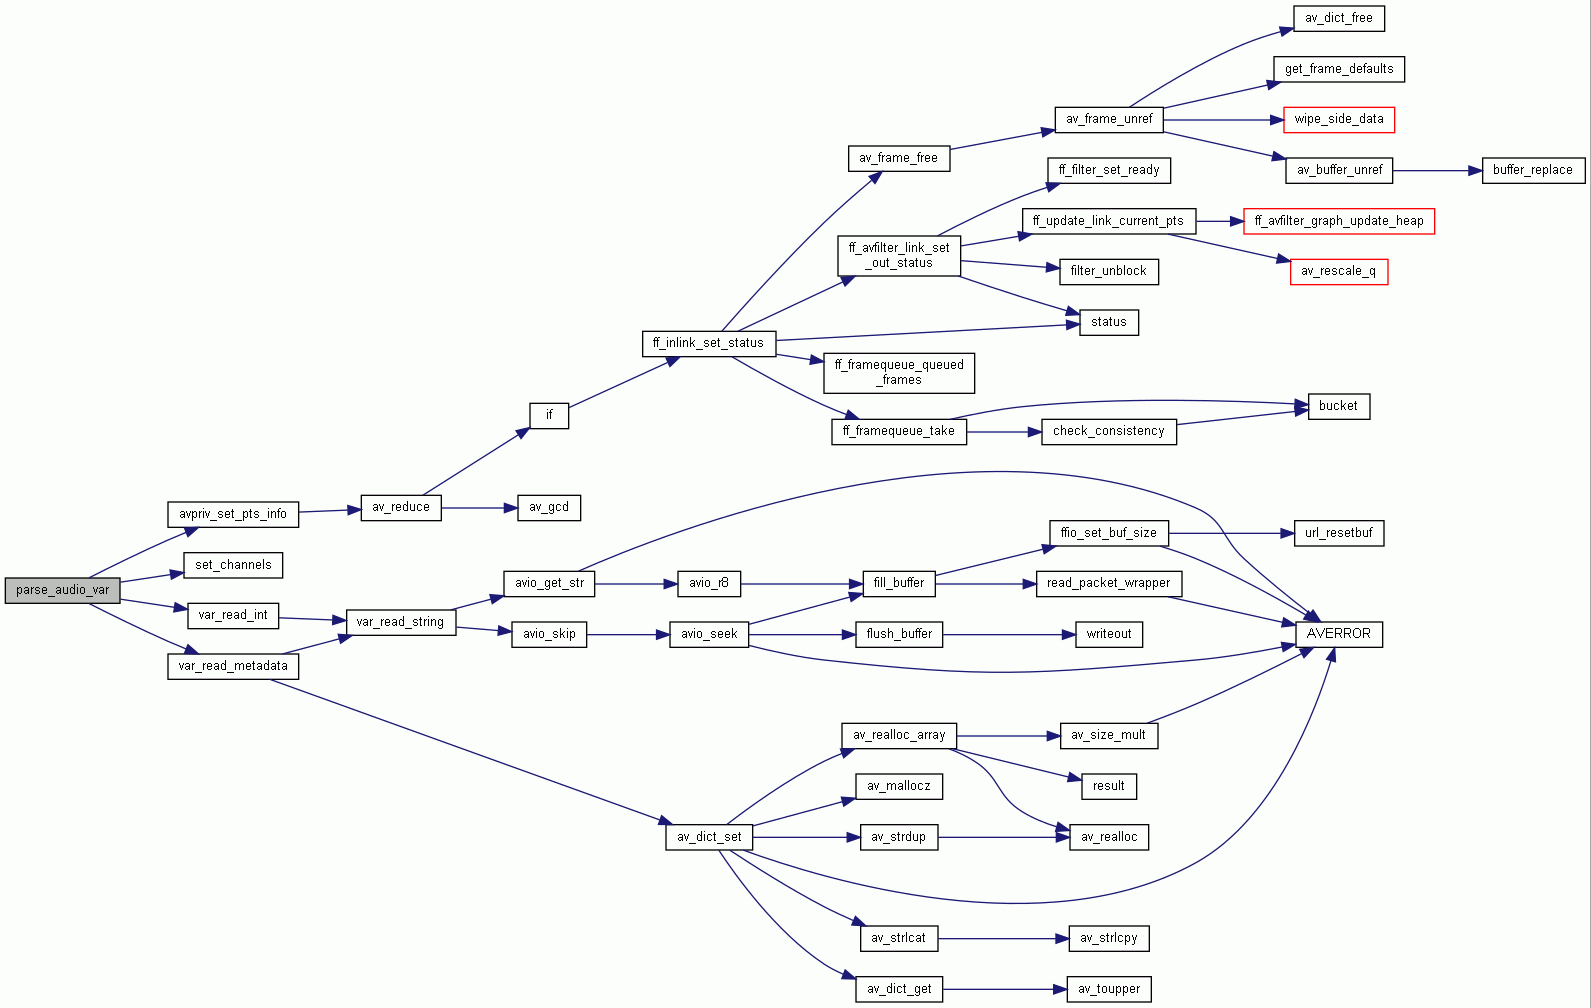 av_dict_free
get_frame_defaults
av_frame_unref
wipe_side_data
av_frame_free
av_buffer_unref
buffer_replace
ff_filter_set_ready
ff_update_link_current_pts
ff_avfilter_graph_update_heap
ff_avfilter_link_set
_out_status
filter_unblock
av_rescale_q
status
ff_inlink_set_status
ff_framequeue_queued
_frames
bucket
if
ff_framequeue_take
check_consistency
av_reduce
av_gcd
avpriv_set_pts_info
ffio_set_buf_size
url_resetbuf
set_channels
parse_audio_var
avio_get_str
avio_r8
fill_buffer
read_packet_wrapper
var_read_int
var_read_string
avio_skip
avio_seek
flush_buffer
writeout
AVERROR
var_read_metadata
av_realloc_array
av_size_mult
av_mallocz
result
av_dict_set
av_strdup
av_realloc
av_strlcat
av_strlcpy
av_dict_get
av_toupper